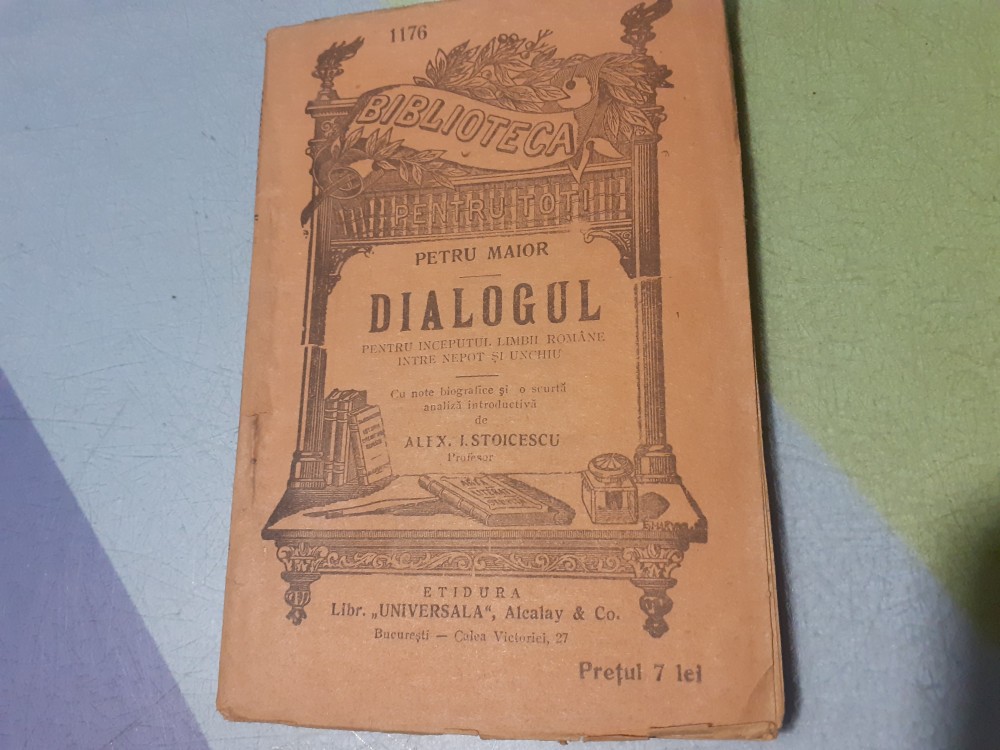 1176
BIBLIOTECA
PENTRU TOȚI
PETRU MAIOR
DIALOGUL
PENTRU INCEPUTUL LIMBII ROMÂNE
INTRE NEPOT ȘI UNCHIU
Cu note biografice și o scurtă
analiză introductivă
de
ALEX. I. STOICESCU
Profesor
ETIDURA
Libr. „UNIVERSALA“, Alcalay & Co.
București — Calea Victoriei, 27
Prețul 7 lei